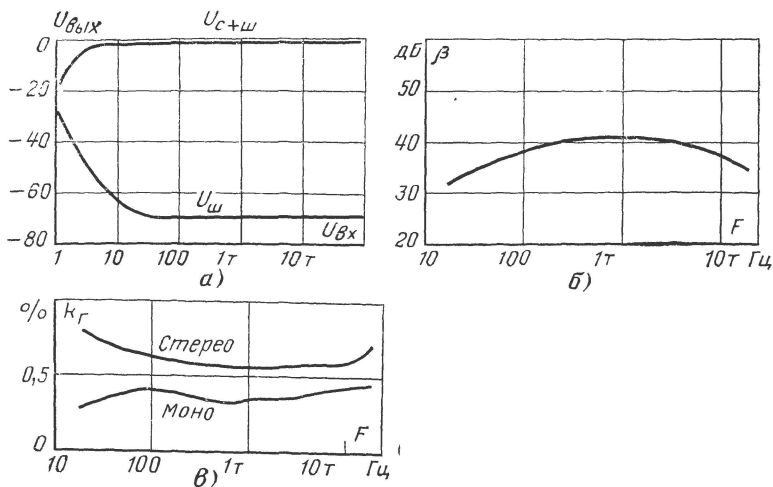 Uвых
Uс+ш
0
-20
-40
-60
-80
Uш
Uвх
1
10
100
1т
10т
а)
дБ
β
50
40
30
20
F
10
100
1т
10т
Гц
б)
%
kг
Стерео
0,5
моно
0
F
10
100
1т
10т
Гц
в)